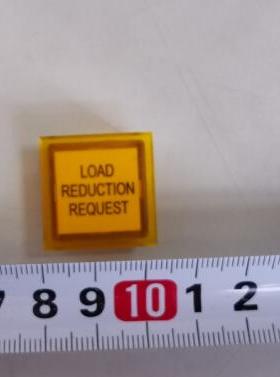 LOAD
REDUCTION
REQUEST
7 8 9 10 1 2